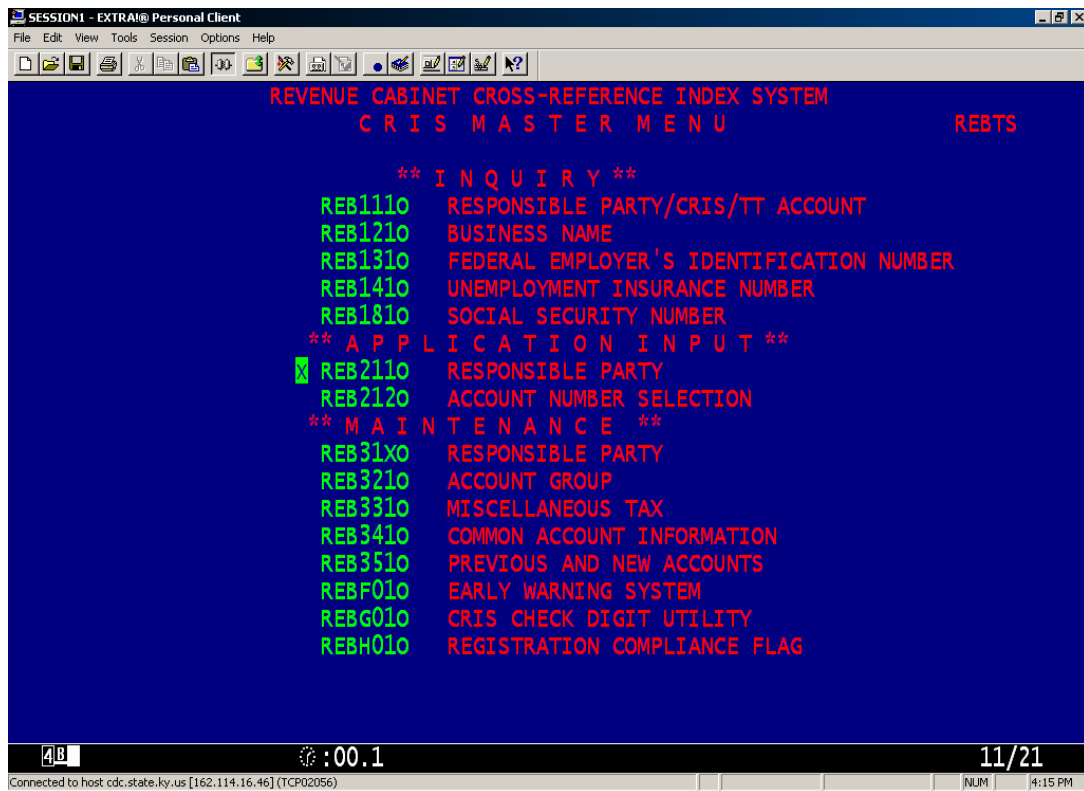 SESSION1 - EXTRA!® Personal Client
File Edit View Tools Session Options Help
REVENUE CABINET CROSS-REFERENCE INDEX SYSTEM
C R I S M A S T E R M E N U REBTS
** I N Q U I R Y **
REB111O RESPONSIBLE PARTY/CRIS/TT ACCOUNT
REB121O BUSINESS NAME
REB131O FEDERAL EMPLOYER'S IDENTIFICATION NUMBER
REB141O UNEMPLOYMENT INSURANCE NUMBER
REB181O SOCIAL SECURITY NUMBER
** A P P L I C A T I O N I N P U T **
X REB211O RESPONSIBLE PARTY
REB212O ACCOUNT NUMBER SELECTION
** M A I N T E N A N C E **
REB31XO RESPONSIBLE PARTY
REB321O ACCOUNT GROUP
REB331O MISCELLANEOUS TAX
REB341O COMMON ACCOUNT INFORMATION
REB351O PREVIOUS AND NEW ACCOUNTS
REBF01O EARLY WARNING SYSTEM
REBG01O CRIS CHECK DIGIT UTILITY
REBH01O REGISTRATION COMPLIANCE FLAG
4B :00.1 11/21
Connected to host cdc.state.ky.us [162.114.16.46] (TCP02056) NUM 4:15 PM